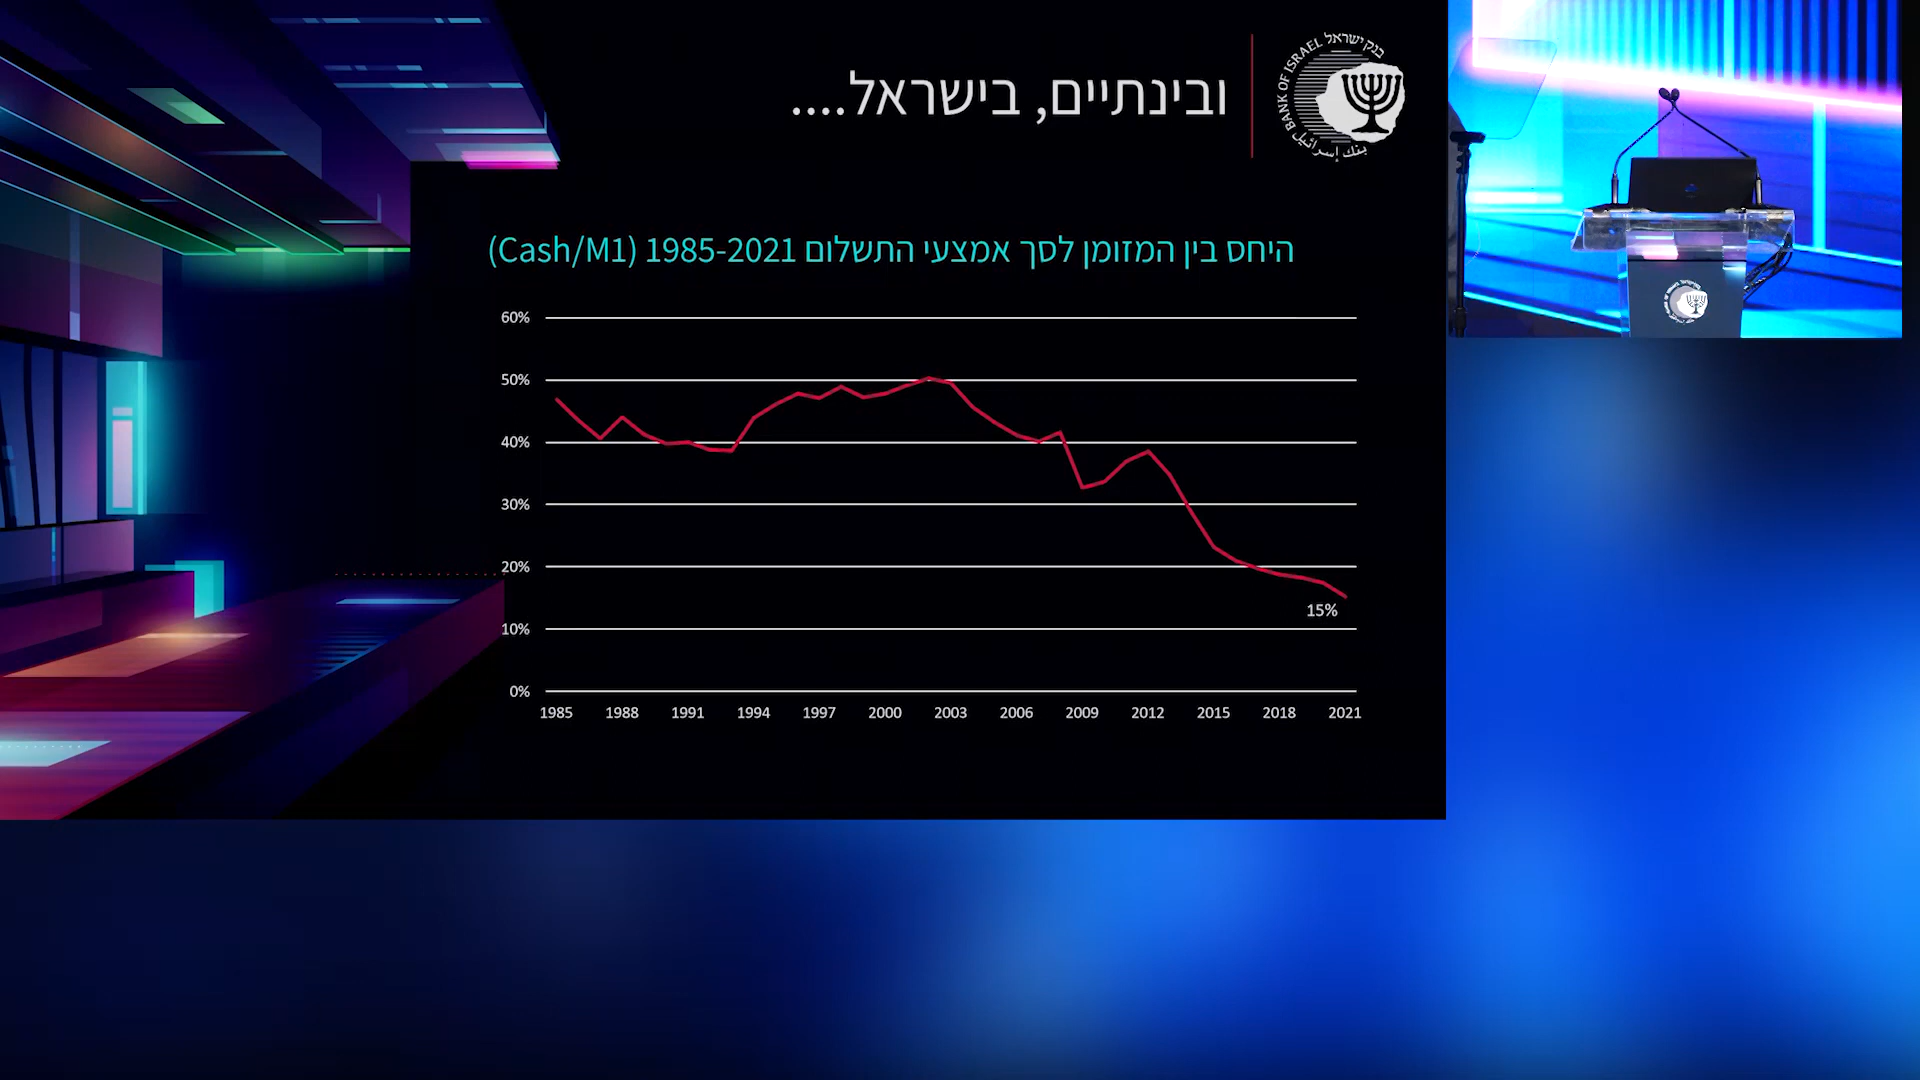 ובינתיים, בישראל....
בנק ישראל
BANK OF ISRAEL
بنك إسرائيل
היחס בין המזומן לסך אמצעי התשלום 1985-2021 (Cash/M1)
60%
50%
40%
30%
20%
10%
0%
15%
1985 1988 1991 1994 1997 2000 2003 2006 2009 2012 2015 2018 2021